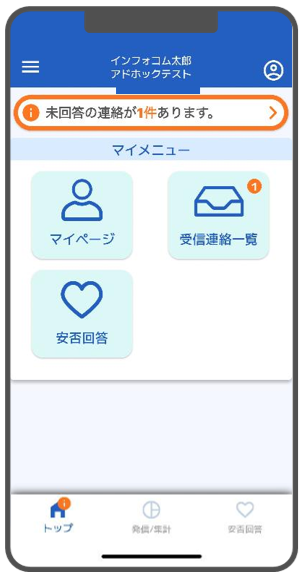 インフォコム太郎
アドホックテスト
未回答の連絡が1件あります。
マイメニュー
マイページ
1
受信連絡一覧
安否回答
トップ
発信/集計
安否回答